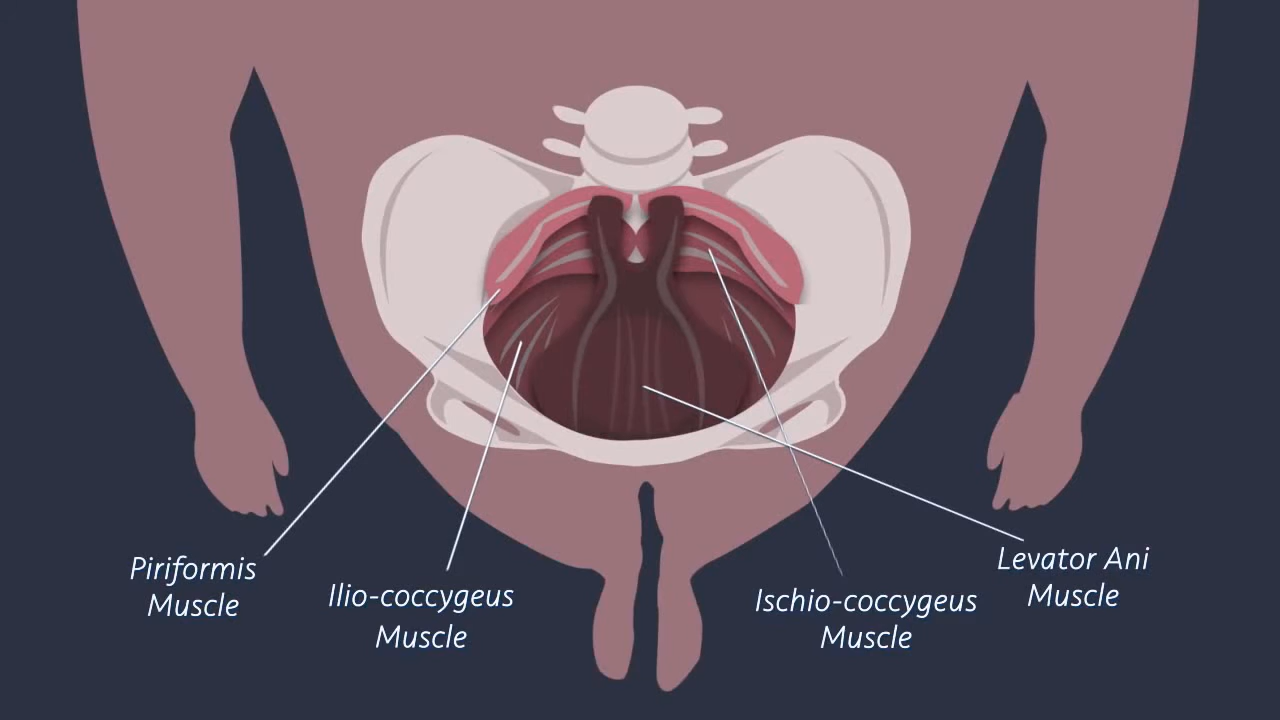 Piriformis
Muscle
Ilio-coccygeus
Muscle
Ischio-coccygeus
Muscle
Levator Ani
Muscle